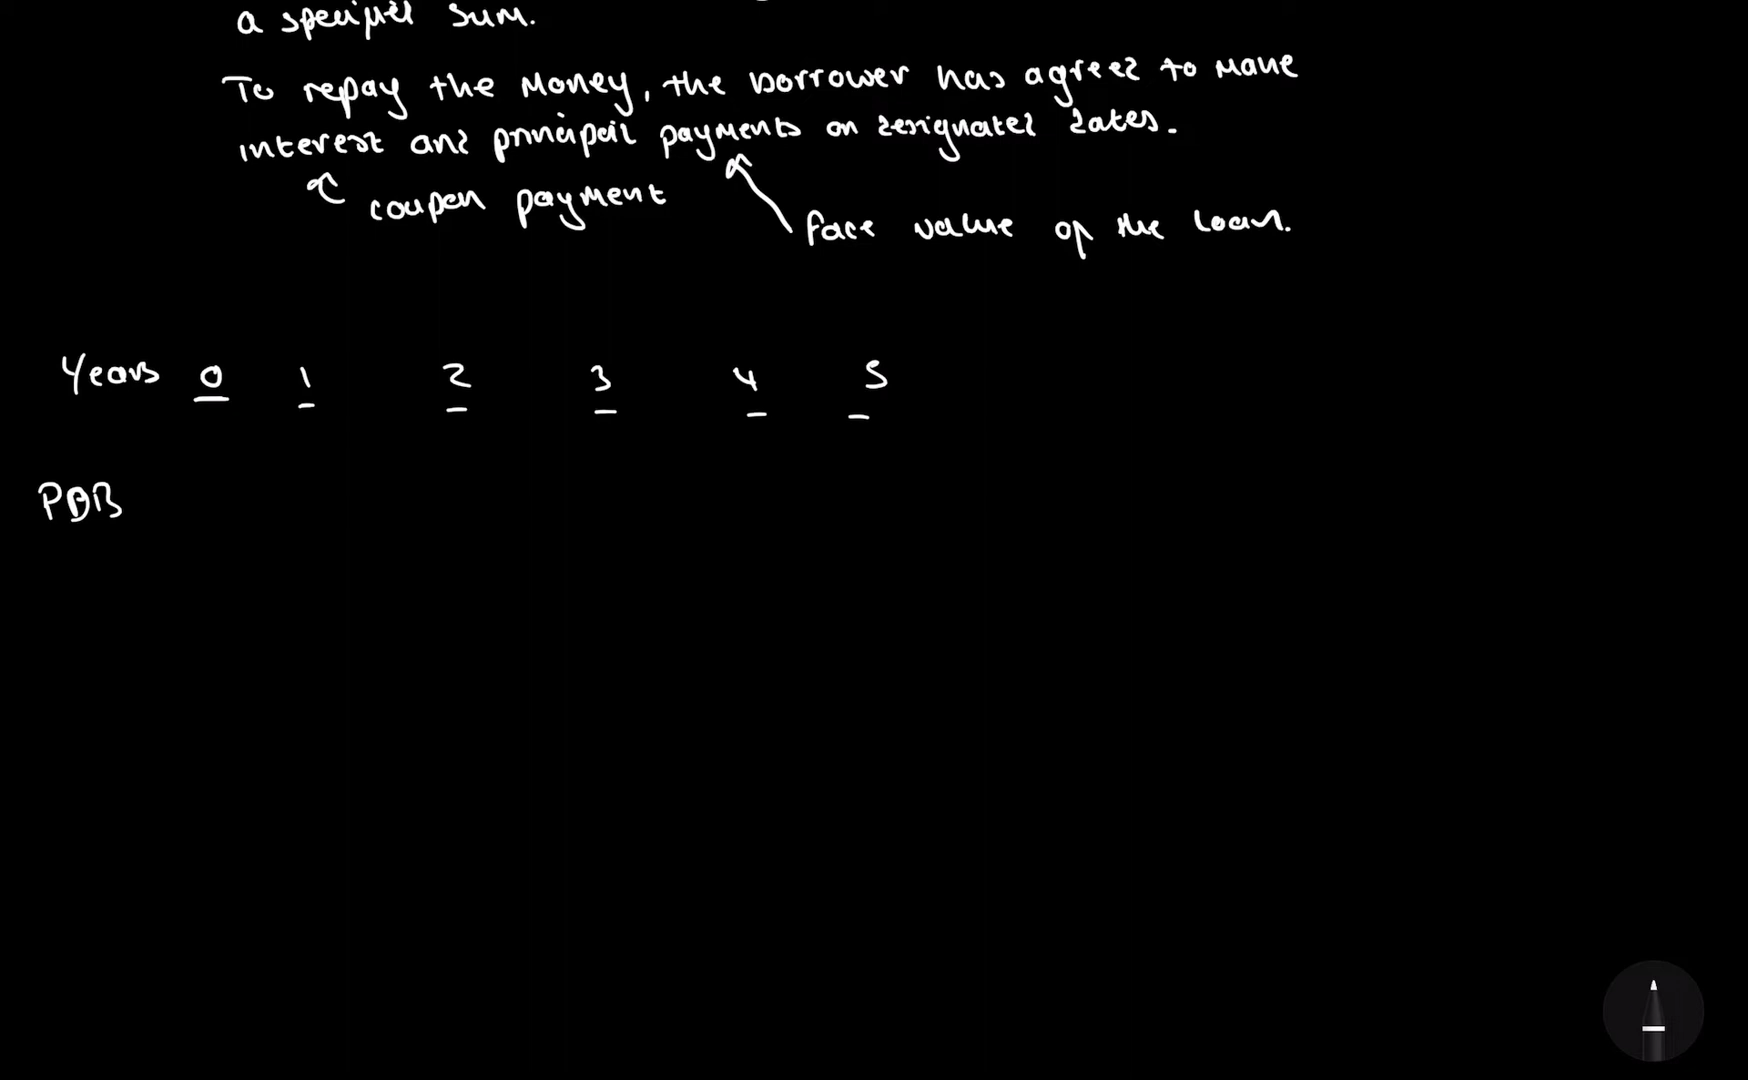 a specified sum.
To repay the money, the borrower has agreed to make
interest and principal payments on designated dates.
coupon payment
face value of the loan.
Years 0 1 2 3 4 5
PDB